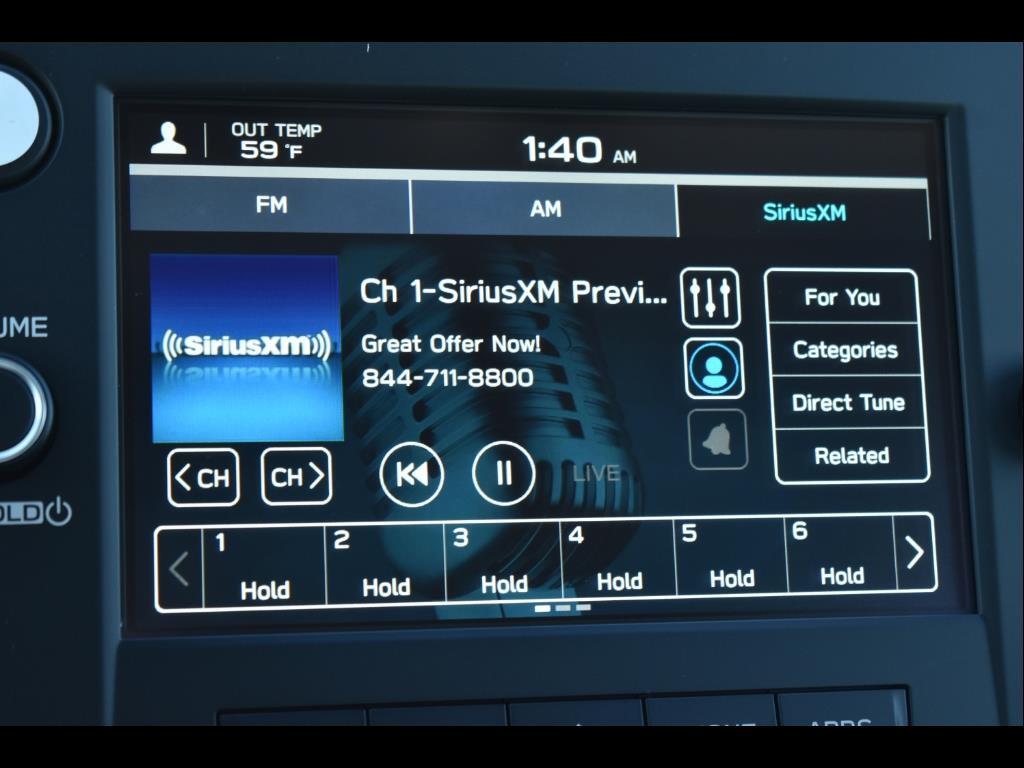 OUT TEMP
59 °F
1:40 AM
FM
AM
SiriusXM
Ch 1-SiriusXM Previ...
Great Offer Now!
844-711-8800
SiriusXM
For You
Categories
Direct Tune
Related
CH
CH
LIVE
1
Hold
2
Hold
3
Hold
4
Hold
5
Hold
6
Hold